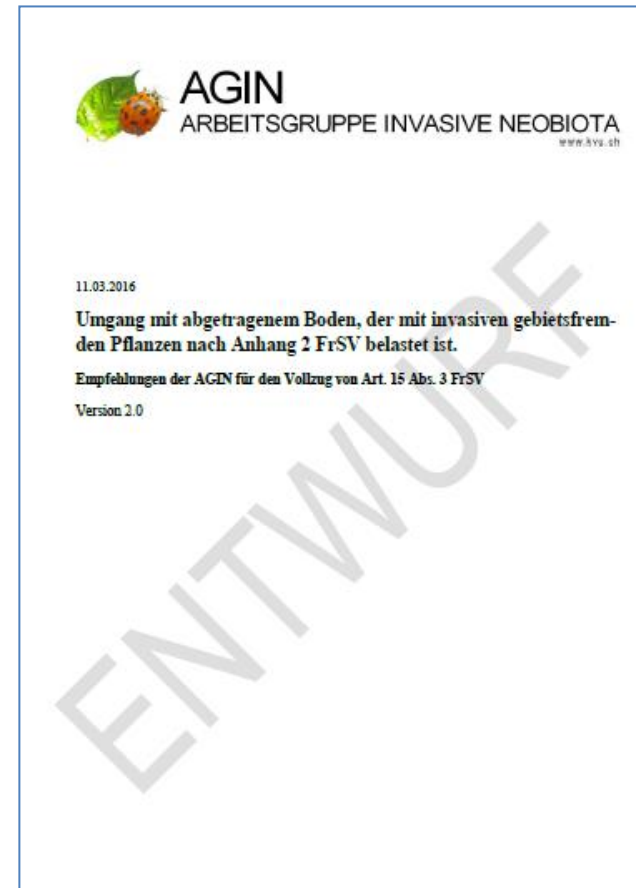 AGIN
ARBEITSGRUPPE INVASIVE NEOBIOTA
www.kvu.ch
11.03.2016
Umgang mit abgetragenem Boden, der mit invasiven gebietsfrem-
den Pflanzen nach Anhang 2 FrSV belastet ist.
Empfehlungen der AGIN für den Vollzug von Art. 15 Abs. 3 FrSV
Version 2.0
ENTWURF